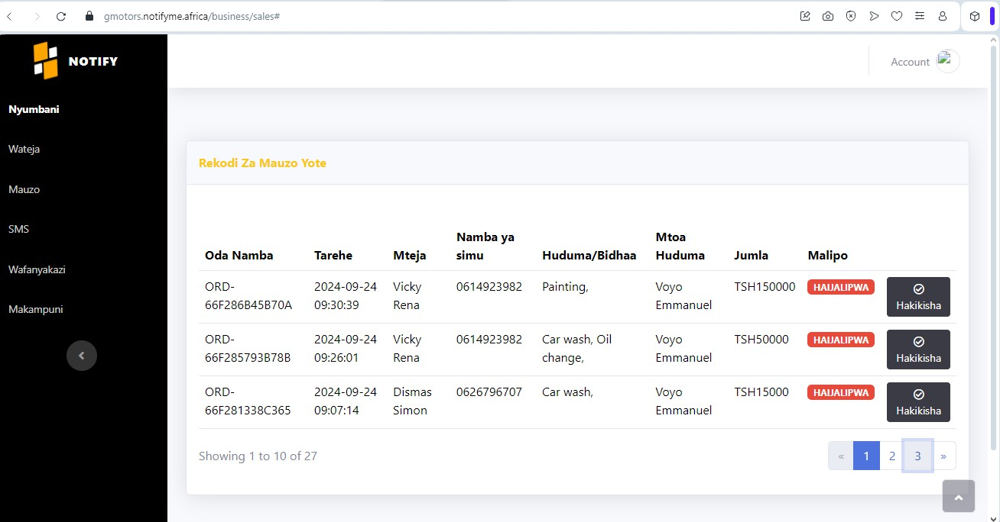 gmotors.notifyme.africa/business/sales#
NOTIFY
Account
Nyumbani
Wateja
Mauzo
SMS
Wafanyakazi
Makampuni
Rekodi Za Mauzo Yote
Oda Namba Tarehe Mteja Namba ya simu Huduma/Bidhaa Mtoa Huduma Jumla Malipo
ORD- 2024-09-24 Vicky 0614923982 Painting, Voyo TSH150000 HAIJALIPWA
66F286B45B70A 09:30:39 Rena Emmanuel Hakikisha
ORD- 2024-09-24 Vicky 0614923982 Car wash, Oil Voyo TSH50000 HAIJALIPWA
66F285793B78B 09:26:01 Rena change, Emmanuel Hakikisha
ORD- 2024-09-24 Dismas 0626796707 Car wash, Voyo TSH15000 HAIJALIPWA
66F281338C365 09:07:14 Simon Emmanuel Hakikisha
Showing 1 to 10 of 27 « 1 2 3 »